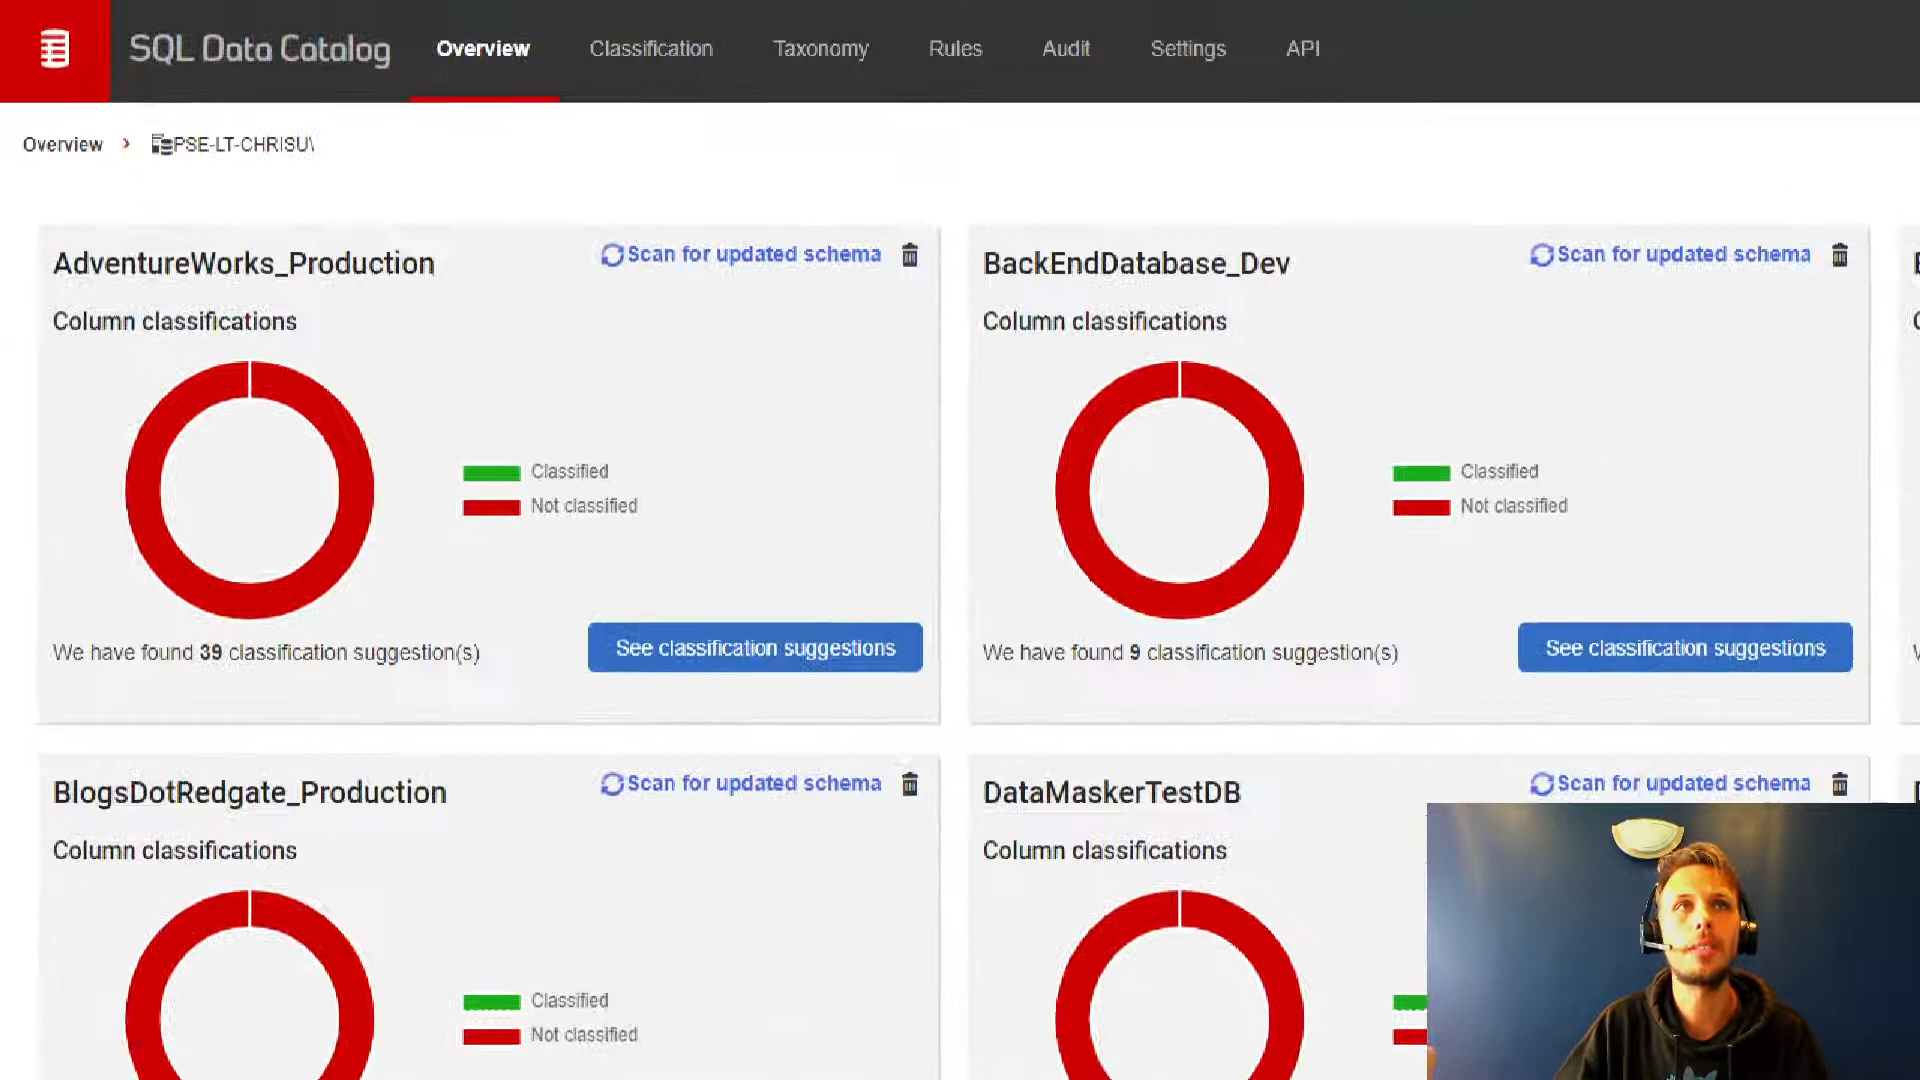 SQL Data Catalog
Overview
Classification
Taxonomy
Rules
Audit
Settings
API
Overview > PSE-LT-CHRISU\
AdventureWorks_Production
Scan for updated schema
Column classifications
Classified
Not classified
We have found 39 classification suggestion(s)
See classification suggestions
BackEndDatabase_Dev
Scan for updated schema
Column classifications
Classified
Not classified
We have found 9 classification suggestion(s)
See classification suggestions
BlogsDotRedgate_Production
Scan for updated schema
Column classifications
Classified
Not classified
DataMaskerTestDB
Scan for updated schema
Column classifications